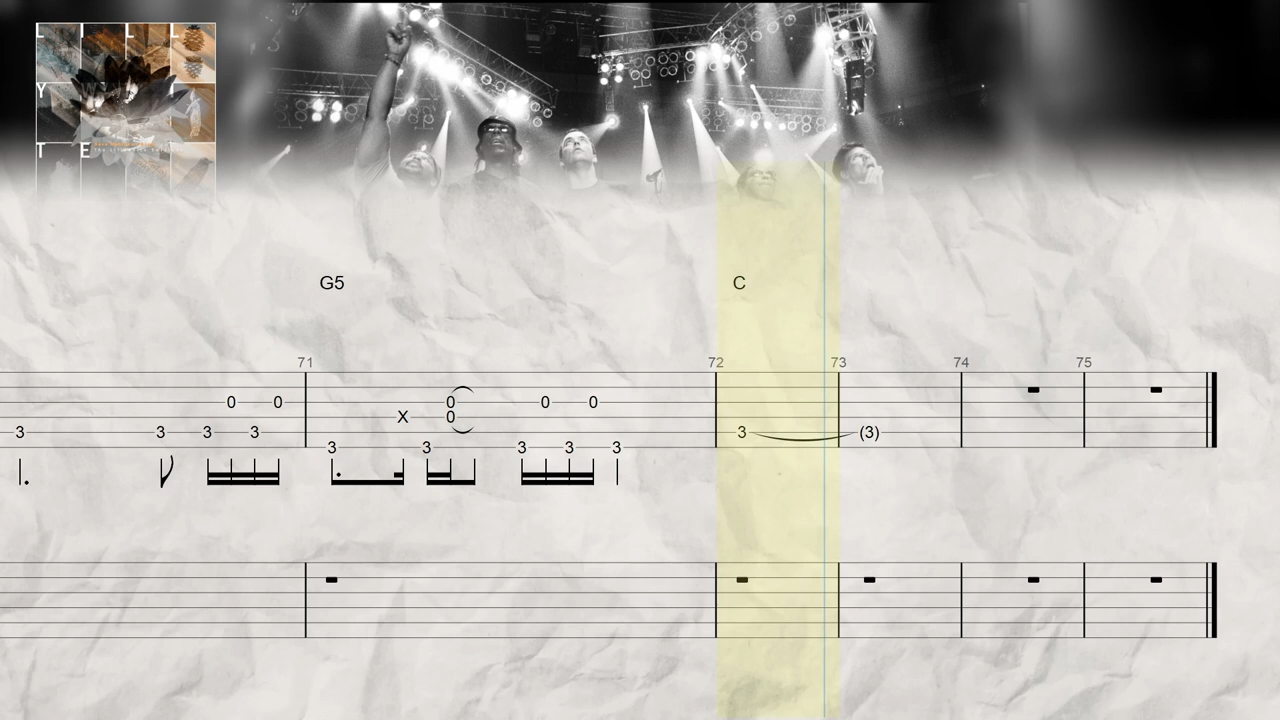 L I L L
Y
T E
G5 C
71 72 73 74 75
0 0 0 0 0
X 0
3 3 3 3 3 (3)
3 3 3 3 3